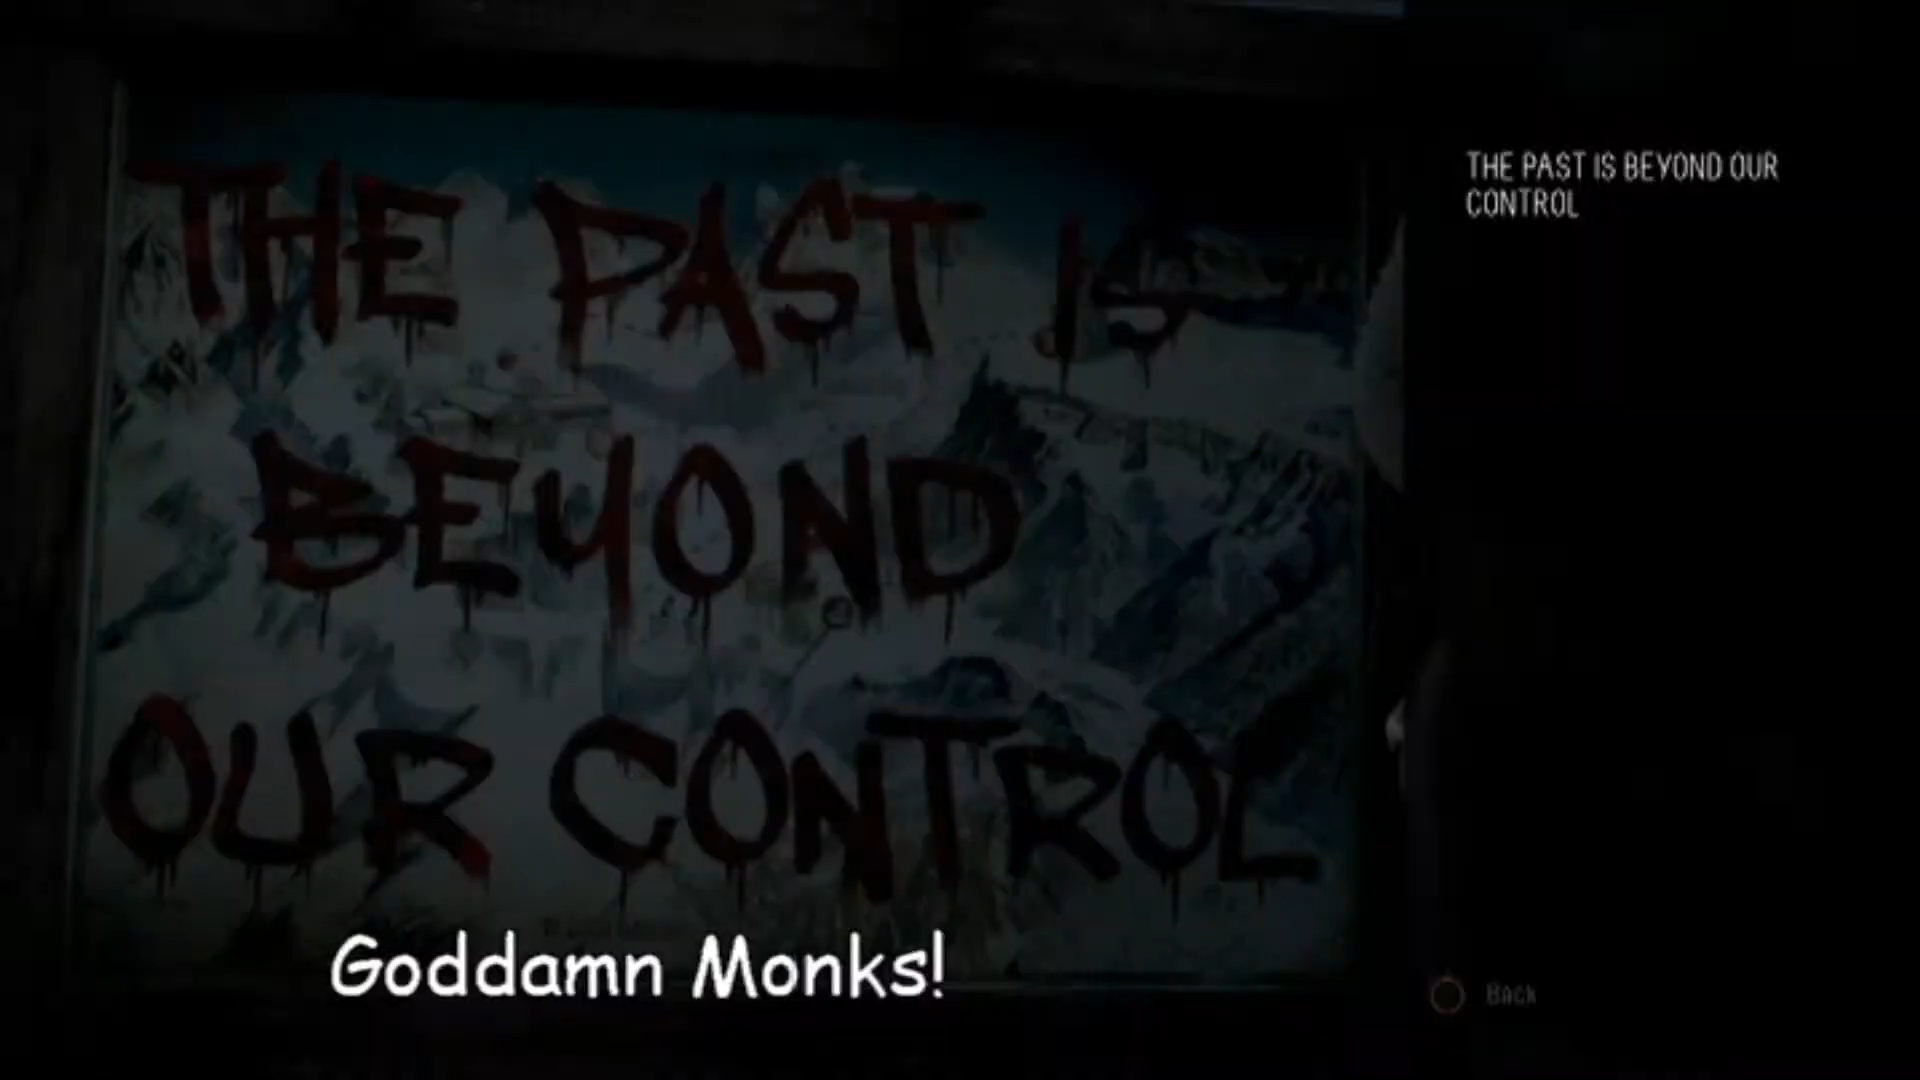 THE PAST IS
BEYOND
OUR CONTROL
THE PAST IS BEYOND OUR
CONTROL
Goddamn Monks!
Back